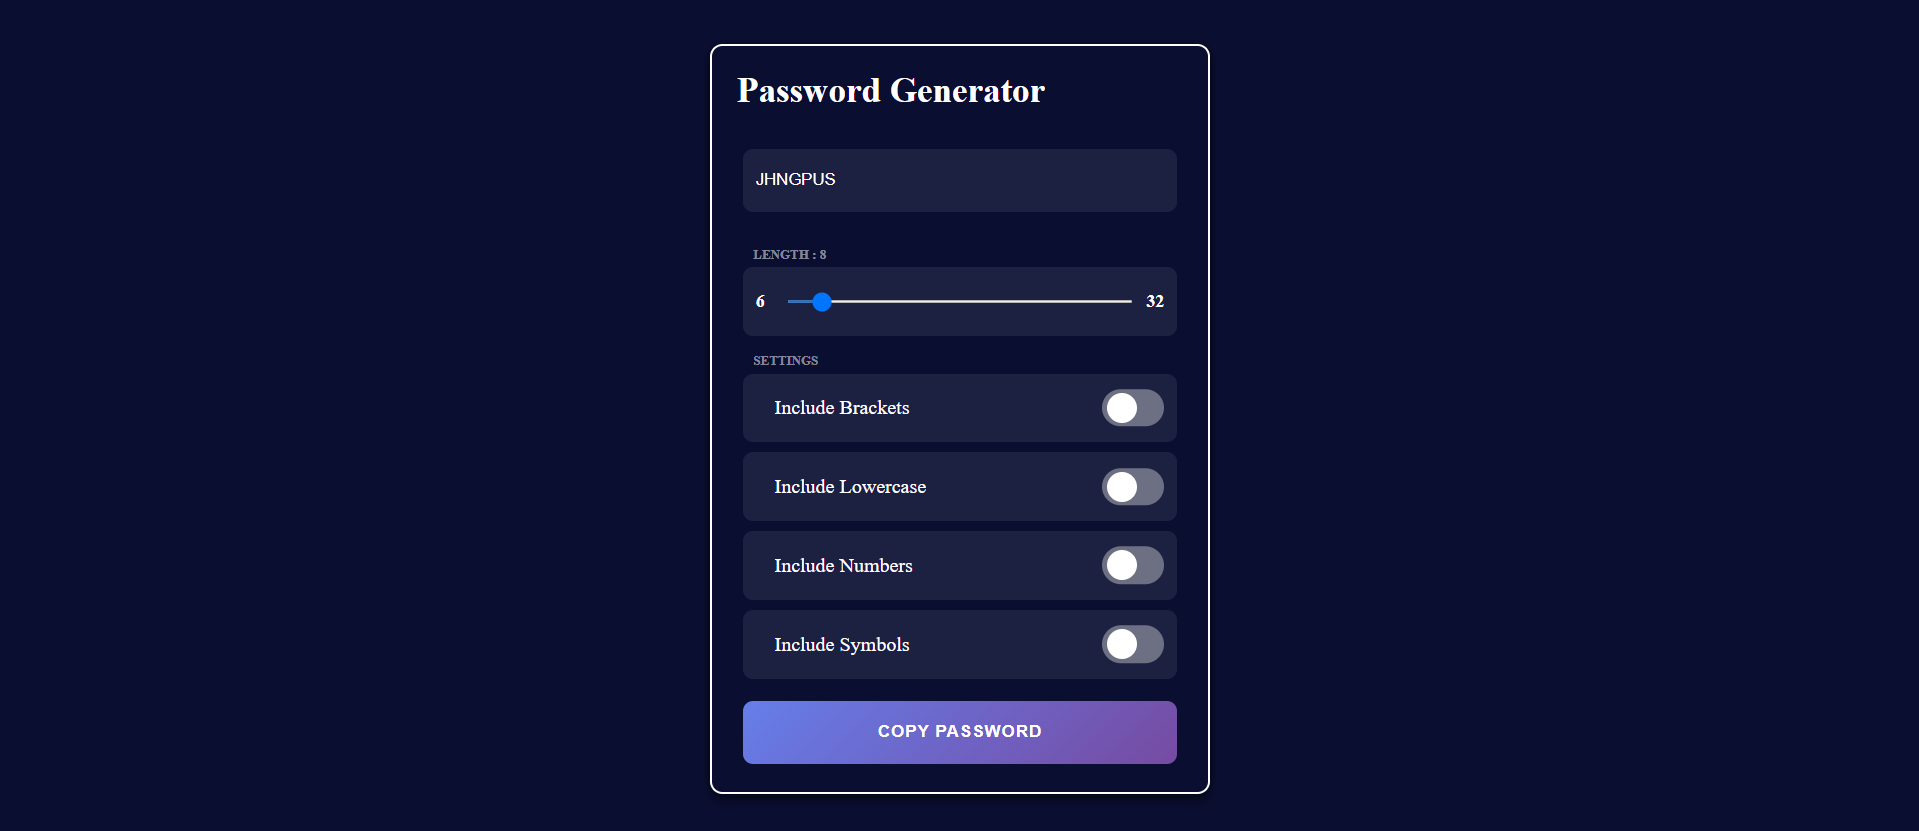 Password Generator
JHNGPUS
LENGTH : 8
6 32
SETTINGS
Include Brackets
Include Lowercase
Include Numbers
Include Symbols
COPY PASSWORD